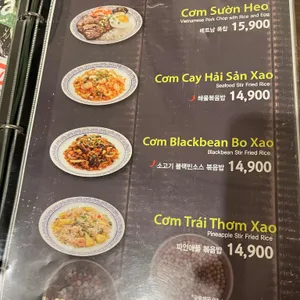 Cơm Sườn Heo
Vietnamese Pork Chop with Rice and Egg
15,900
Cơm Cay Hải Sản Xao
Seafood Stir Fried Rice
해물볶음밥 14,900
Cơm Blackbean Bo Xao
Blackbean Stir Fried Rice
소고기 블랙빈소스 볶음밥 14,900
Cơm Trái Thơm Xao
Pineapple Stir Fried Rice
파인애플 볶음밥 14,900